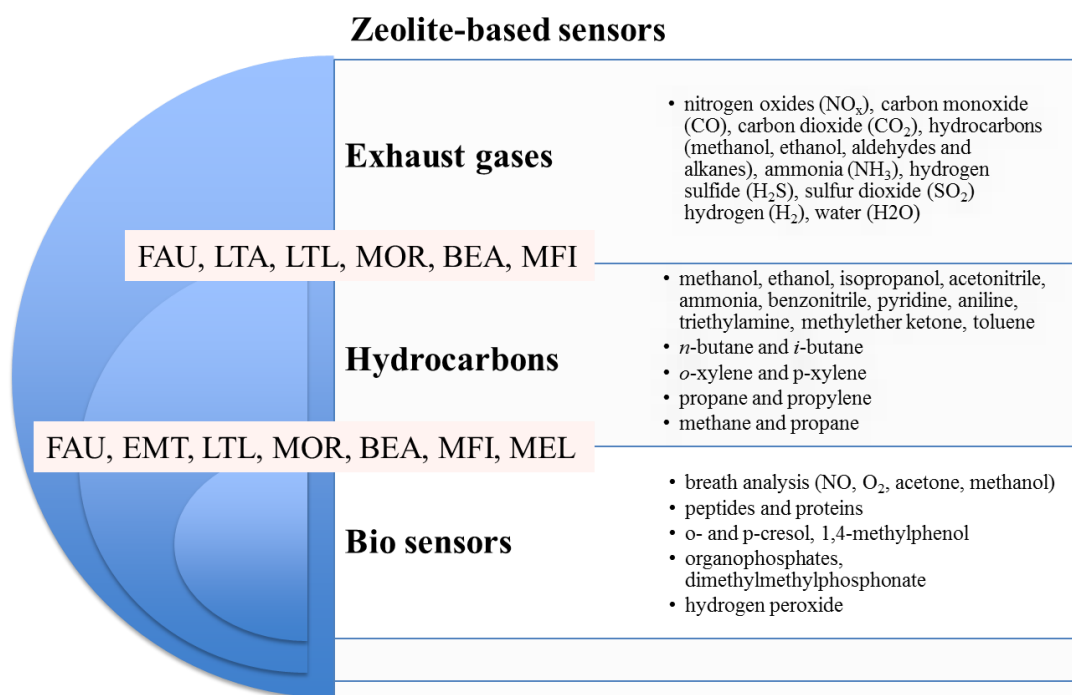 Zeolite-based sensors
Exhaust gases
• nitrogen oxides (NOₓ), carbon monoxide
(CO), carbon dioxide (CO₂), hydrocarbons
(methanol, ethanol, aldehydes and
alkanes), ammonia (NH₃), hydrogen
sulfide (H₂S), sulfur dioxide (SO₂)
hydrogen (H₂), water (H2O)
FAU, LTA, LTL, MOR, BEA, MFI
Hydrocarbons
• methanol, ethanol, isopropanol, acetonitrile,
ammonia, benzonitrile, pyridine, aniline,
triethylamine, methylether ketone, toluene
• n-butane and i-butane
• o-xylene and p-xylene
• propane and propylene
• methane and propane
FAU, EMT, LTL, MOR, BEA, MFI, MEL
Bio sensors
• breath analysis (NO, O₂, acetone, methanol)
• peptides and proteins
• o- and p-cresol, 1,4-methylphenol
• organophosphates,
dimethylmethylphosphonate
• hydrogen peroxide